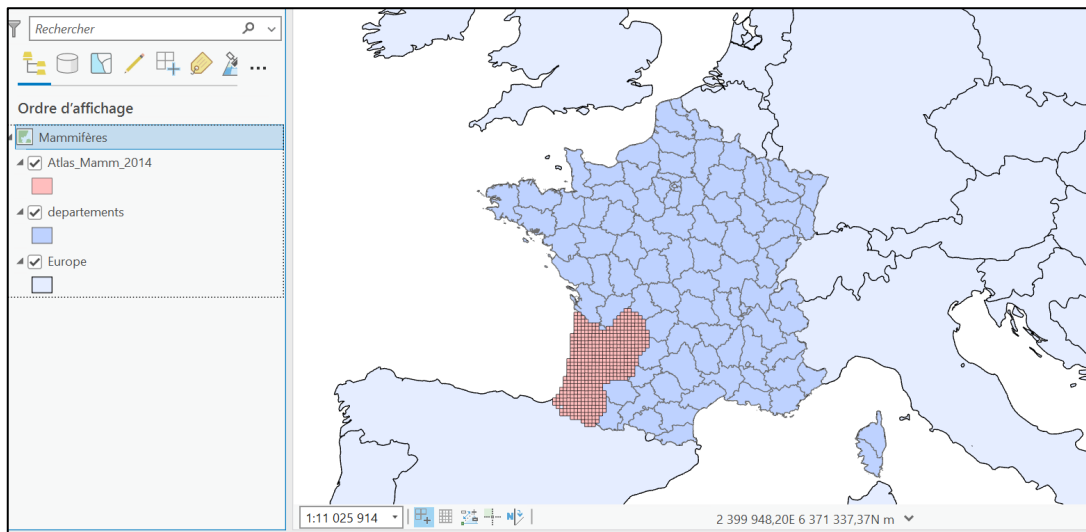 Rechercher
...
Ordre d'affichage
Mammifères
Atlas_Mamm_2014
departements
Europe
1:11 025 914
2 399 948,20E 6 371 337,37N m